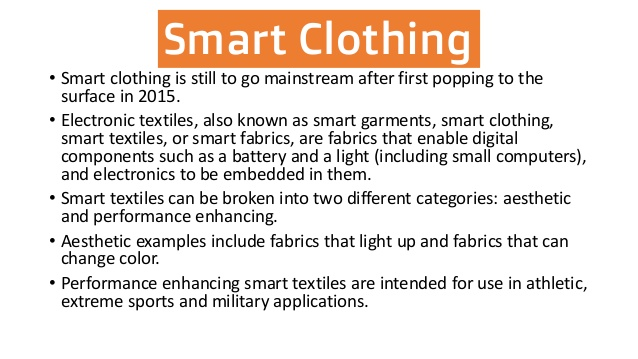 Smart Clothing
• Smart clothing is still to go mainstream after first popping to the
surface in 2015.
• Electronic textiles, also known as smart garments, smart clothing,
smart textiles, or smart fabrics, are fabrics that enable digital
components such as a battery and a light (including small computers),
and electronics to be embedded in them.
• Smart textiles can be broken into two different categories: aesthetic
and performance enhancing.
• Aesthetic examples include fabrics that light up and fabrics that can
change color.
• Performance enhancing smart textiles are intended for use in athletic,
extreme sports and military applications.